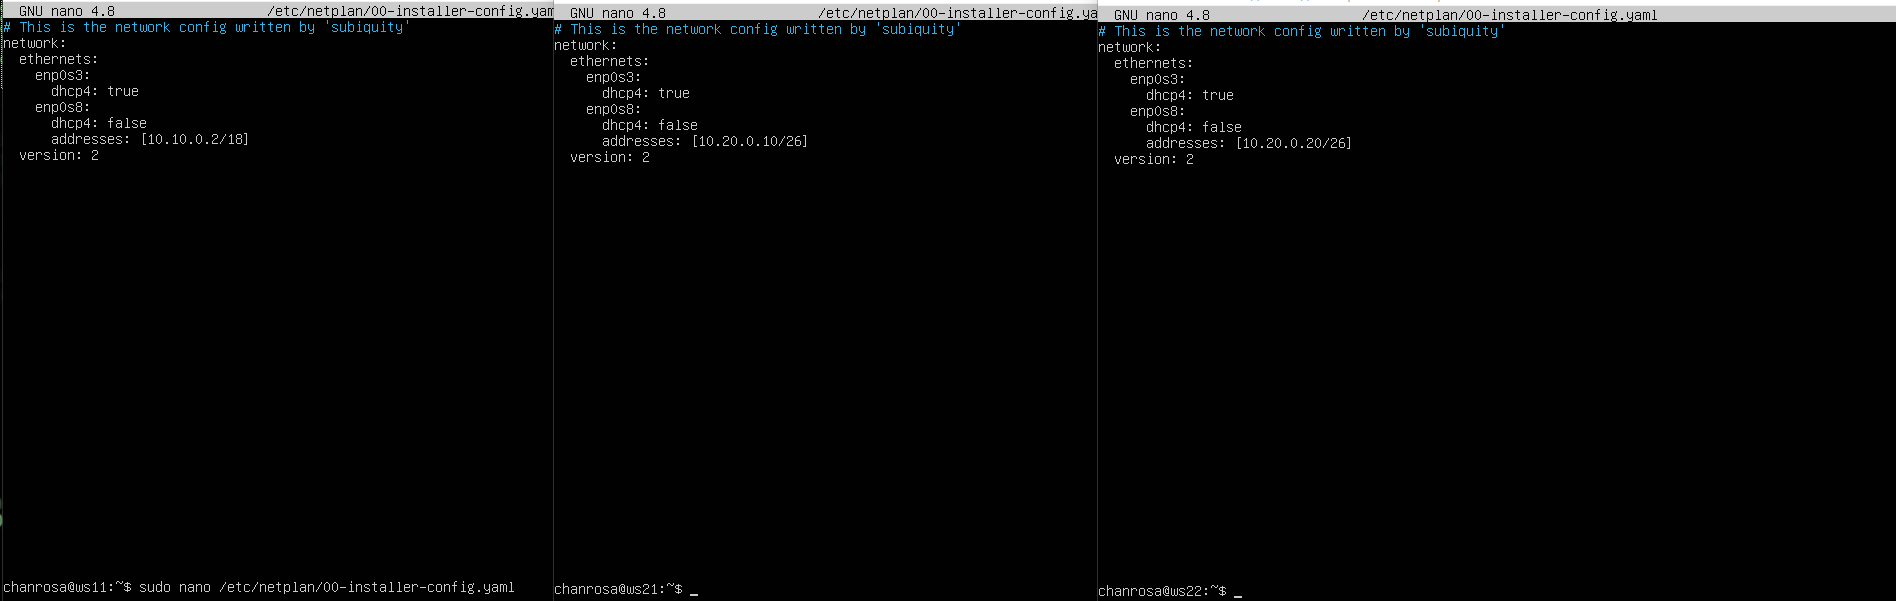 GNU nano 4.8 /etc/netplan/00-installer-config.yam
# This is the network config written by 'subiquity'
network:
  ethernets:
    enp0s3:
      dhcp4: true
    enp0s8:
      dhcp4: false
      addresses: [10.10.0.2/18]
  version: 2
chanrosa@ws11:~$ sudo nano /etc/netplan/00-installer-config.yaml
GNU nano 4.8 /etc/netplan/00-installer-config.ya
# This is the network config written by 'subiquity'
network:
  ethernets:
    enp0s3:
      dhcp4: true
    enp0s8:
      dhcp4: false
      addresses: [10.20.0.10/26]
  version: 2
chanrosa@ws21:~$ _
GNU nano 4.8 /etc/netplan/00-installer-config.yaml
# This is the network config written by 'subiquity'
network:
  ethernets:
    enp0s3:
      dhcp4: true
    enp0s8:
      dhcp4: false
      addresses: [10.20.0.20/26]
  version: 2
chanrosa@ws22:~$ _